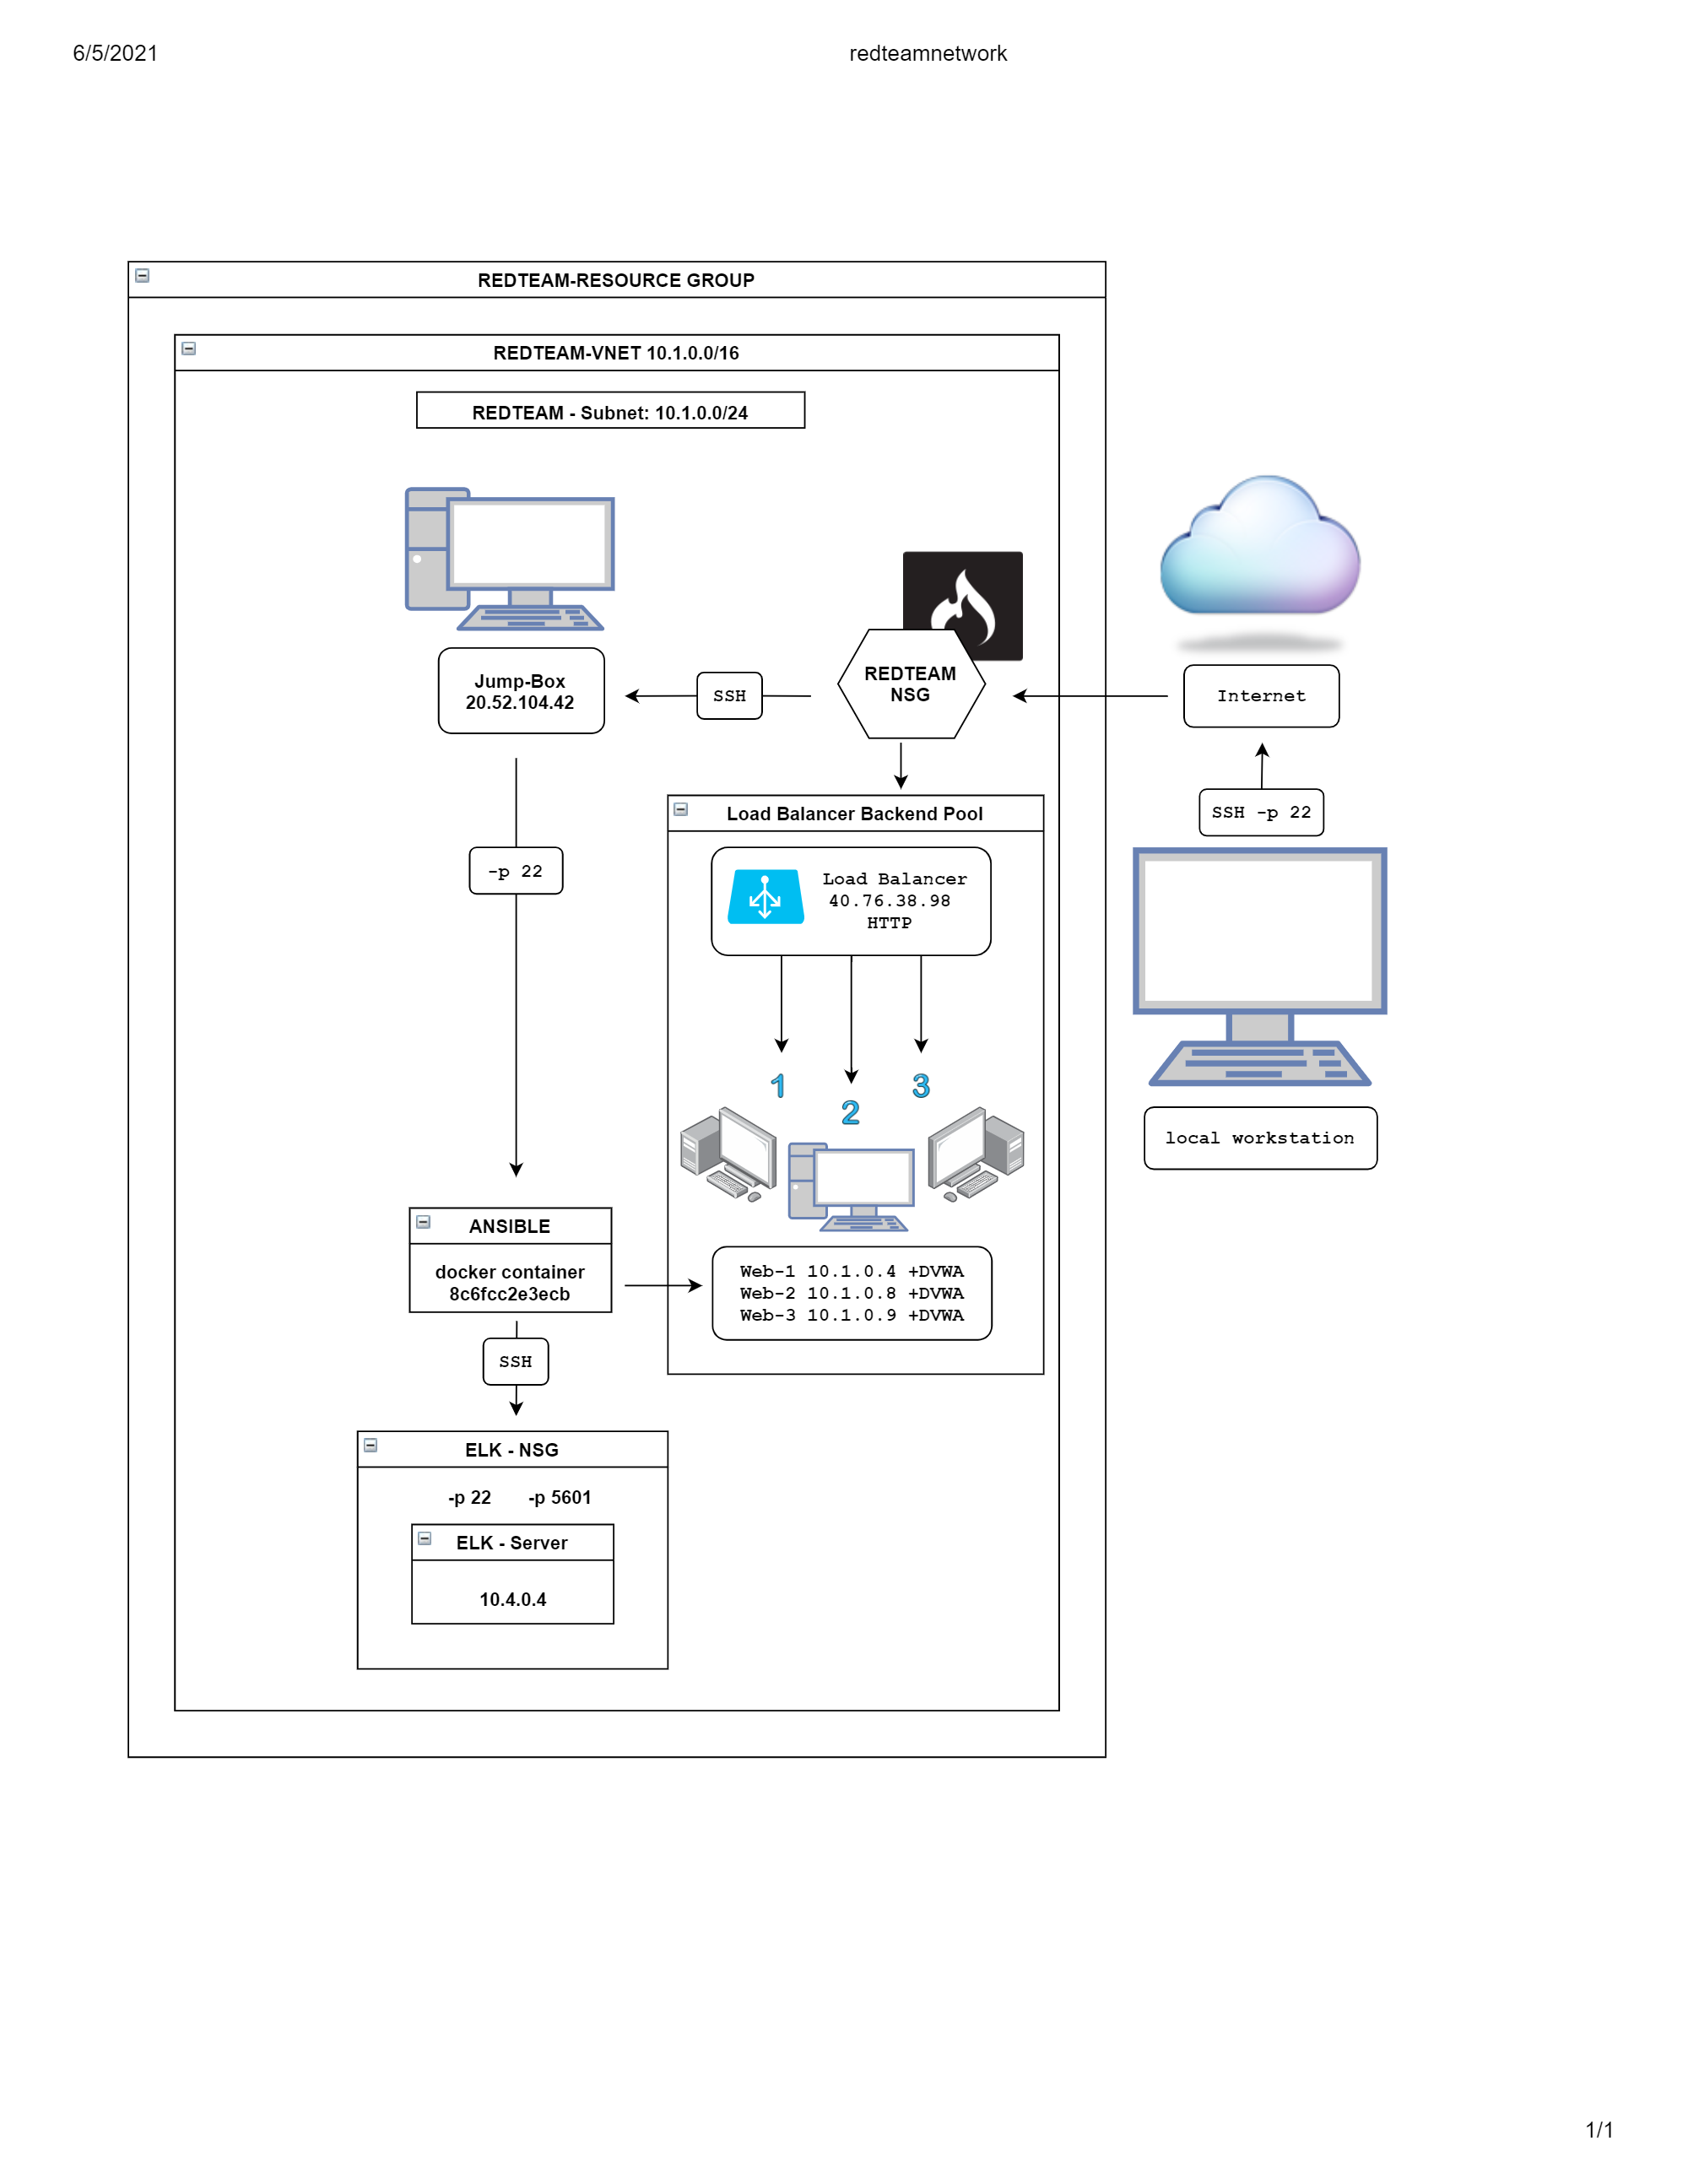 6/5/2021
redteamnetwork
REDTEAM-RESOURCE GROUP
REDTEAM-VNET 10.1.0.0/16
REDTEAM - Subnet: 10.1.0.0/24
REDTEAM
NSG
Jump-Box
20.52.104.42
SSH
Internet
SSH -p 22
-p 22
Load Balancer Backend Pool
Load Balancer
40.76.38.98
HTTP
1
2
3
local workstation
ANSIBLE
docker container
8c6fcc2e3ecb
Web-1 10.1.0.4 +DVWA
Web-2 10.1.0.8 +DVWA
Web-3 10.1.0.9 +DVWA
SSH
ELK - NSG
-p 22 -p 5601
ELK - Server
10.4.0.4
1/1